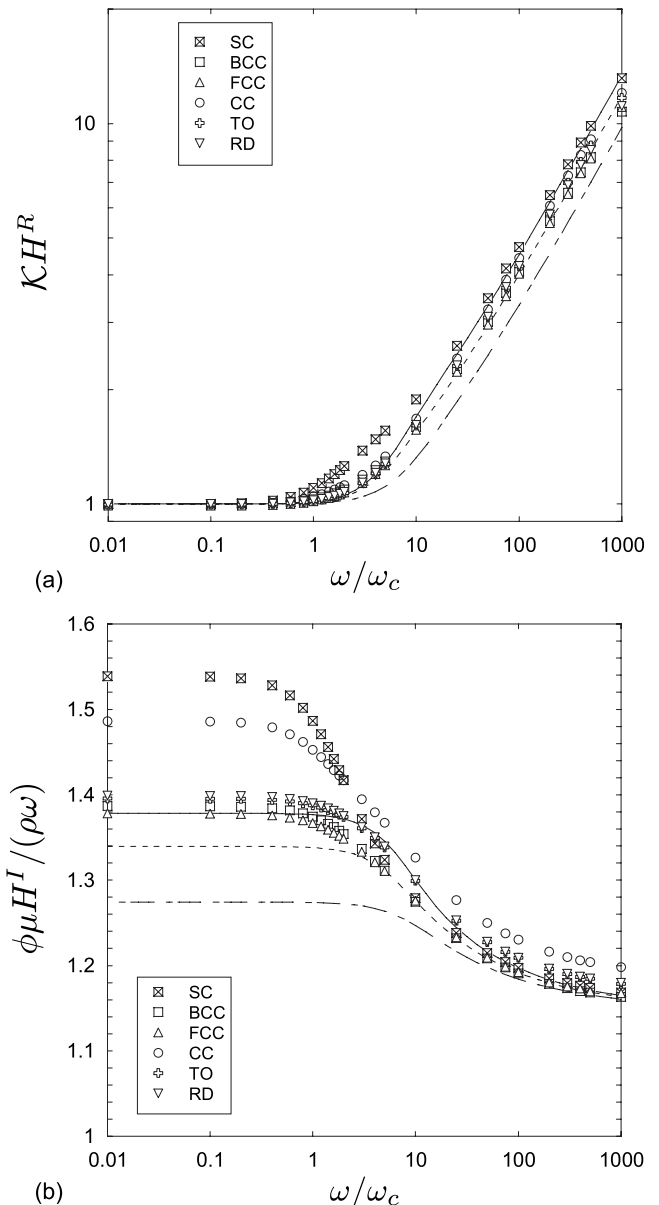 10
1
𝒦H^R
SC
BCC
FCC
CC
TO
RD
0.01 0.1 1 10 100 1000
(a) ω/ω_c
1.6
1.5
1.4
1.3
1.2
1.1
1
ϕμH^I/(ρω)
SC
BCC
FCC
CC
TO
RD
0.01 0.1 1 10 100 1000
(b) ω/ω_c